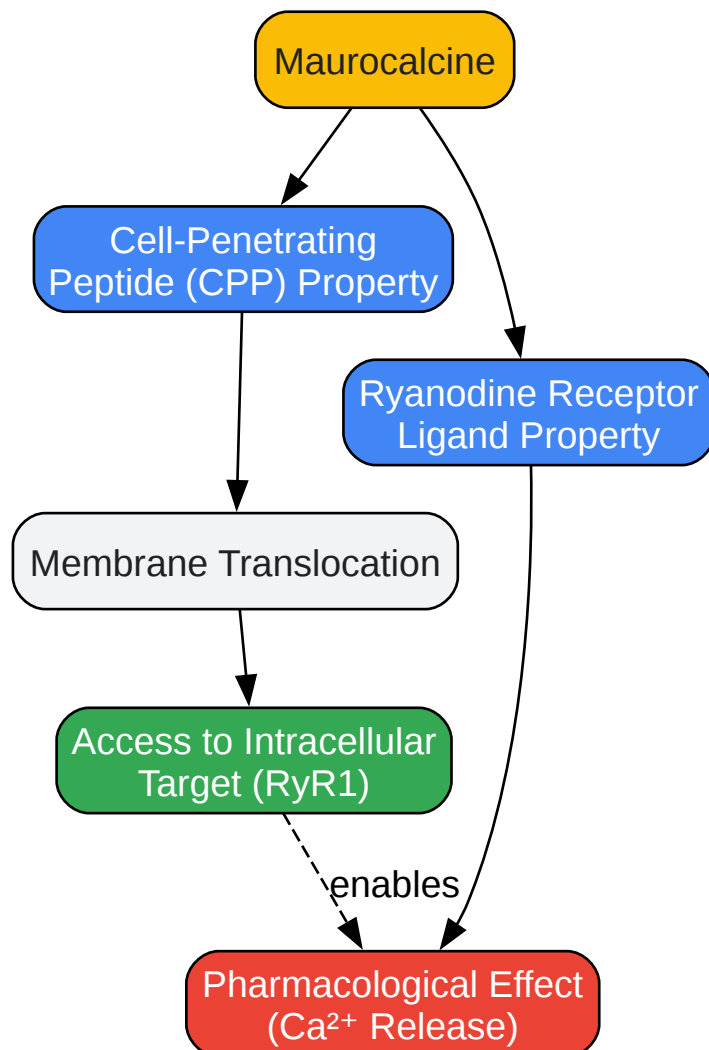 Maurocalcine
Cell-Penetrating
Peptide (CPP) Property
Ryanodine Receptor
Ligand Property
Membrane Translocation
Access to Intracellular
Target (RyR1)
enables
Pharmacological Effect
(Ca²⁺ Release)